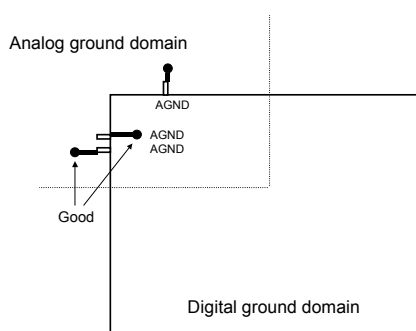 Analog ground domain
AGND
AGND
AGND
Good
Digital ground domain